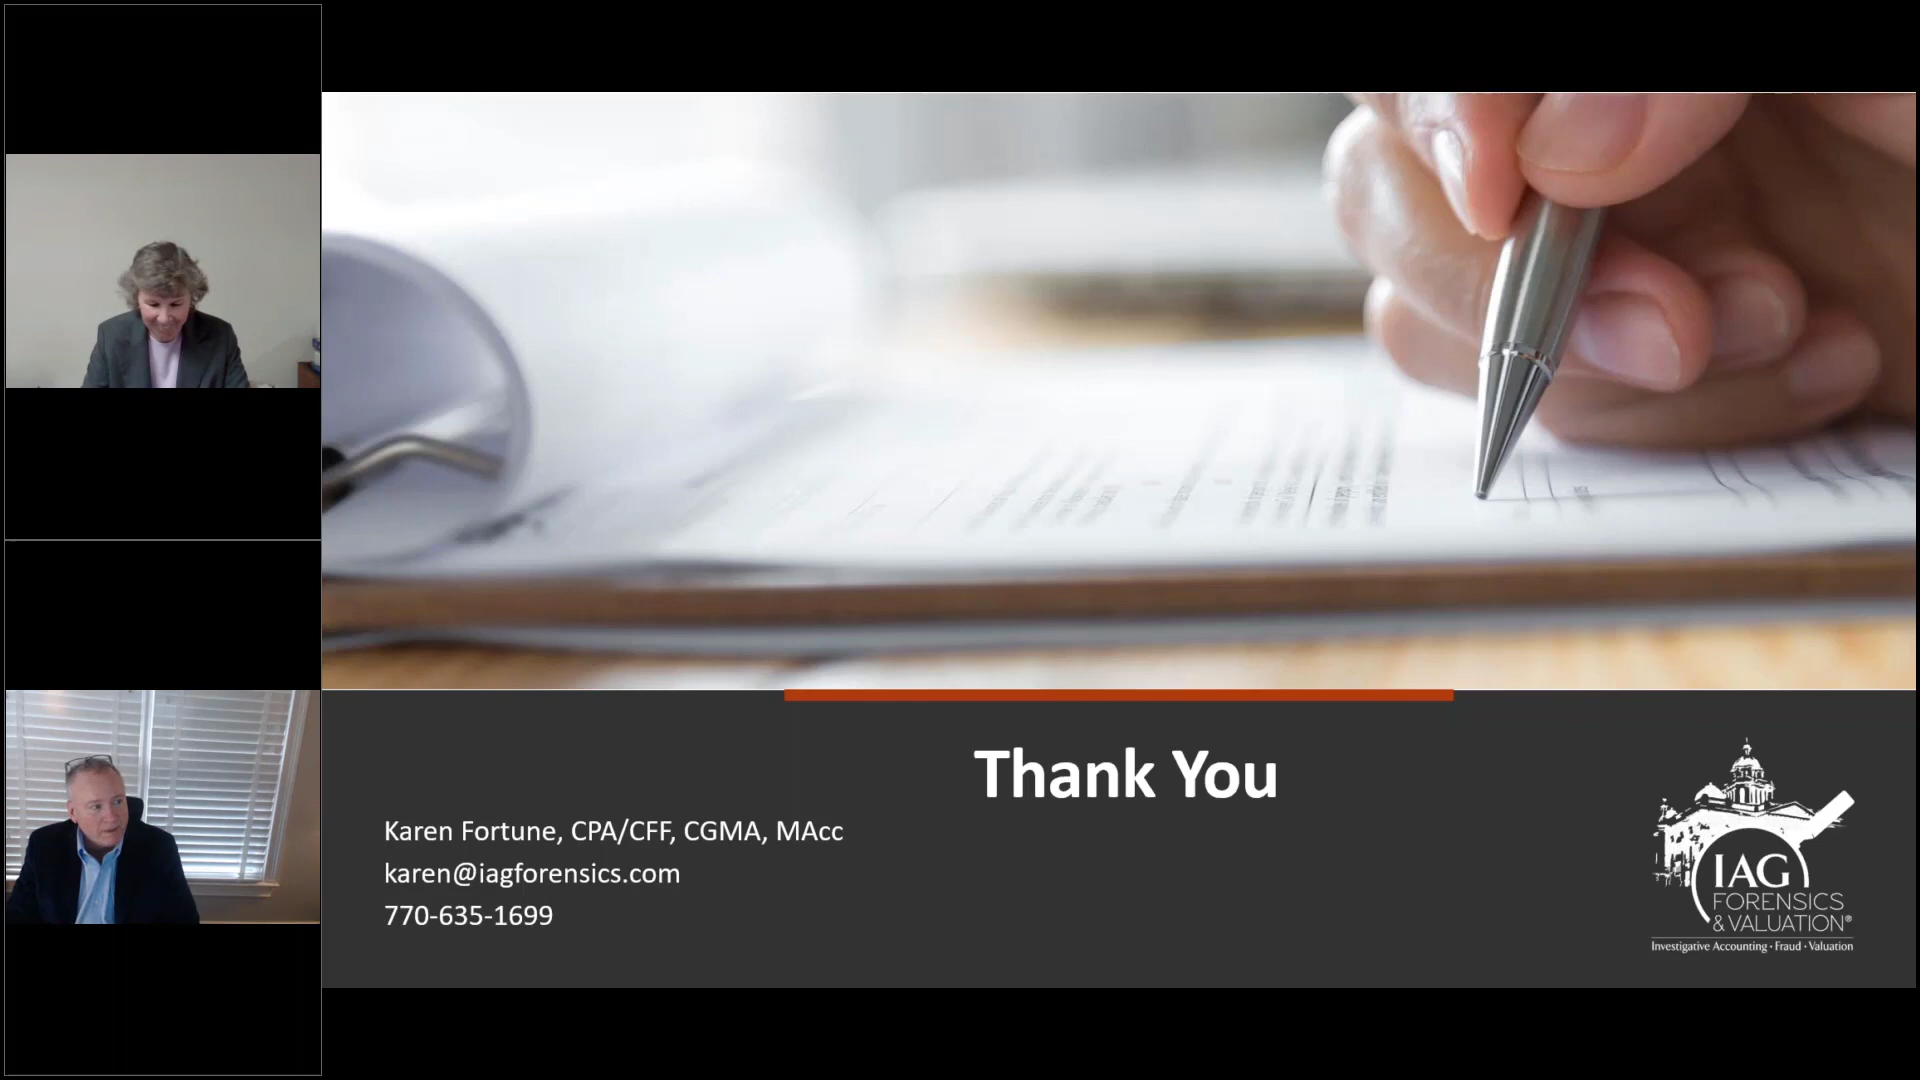 Thank You
Karen Fortune, CPA/CFF, CGMA, MAcc
karen@iagforensics.com
770-635-1699
IAG
FORENSICS
& VALUATION®
Investigative Accounting · Fraud · Valuation